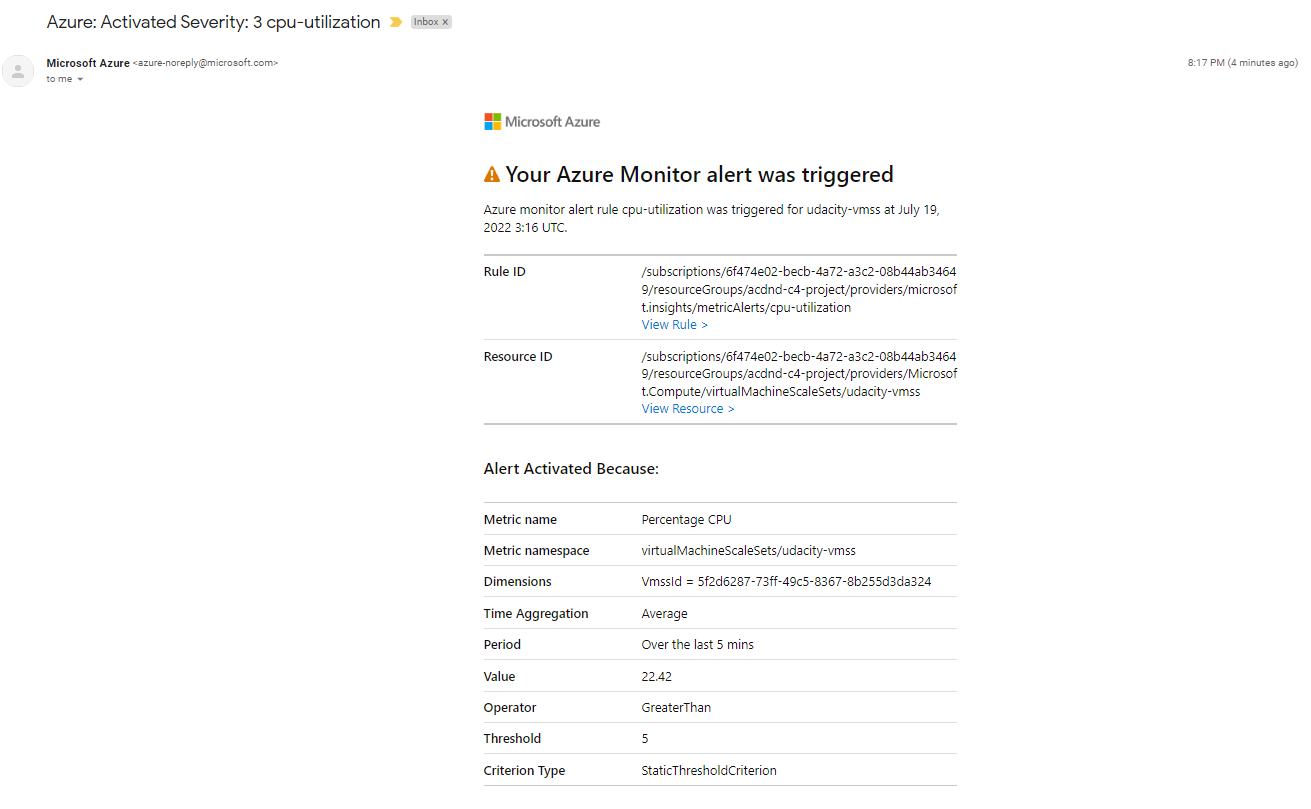 Azure: Activated Severity: 3 cpu-utilization Inbox x
Microsoft Azure <azure-noreply@microsoft.com> 8:17 PM (4 minutes ago)
to me
Microsoft Azure
Your Azure Monitor alert was triggered
Azure monitor alert rule cpu-utilization was triggered for udacity-vmss at July 19,
2022 3:16 UTC.
Rule ID /subscriptions/6f474e02-becb-4a72-a3c2-08b44ab3464
9/resourceGroups/acdnd-c4-project/providers/microsof
t.insights/metricAlerts/cpu-utilization
View Rule >
Resource ID /subscriptions/6f474e02-becb-4a72-a3c2-08b44ab3464
9/resourceGroups/acdnd-c4-project/providers/Microsof
t.Compute/virtualMachineScaleSets/udacity-vmss
View Resource >
Alert Activated Because:
Metric name Percentage CPU
Metric namespace virtualMachineScaleSets/udacity-vmss
Dimensions VmssId = 5f2d6287-73ff-49c5-8367-8b255d3da324
Time Aggregation Average
Period Over the last 5 mins
Value 22.42
Operator GreaterThan
Threshold 5
Criterion Type StaticThresholdCriterion